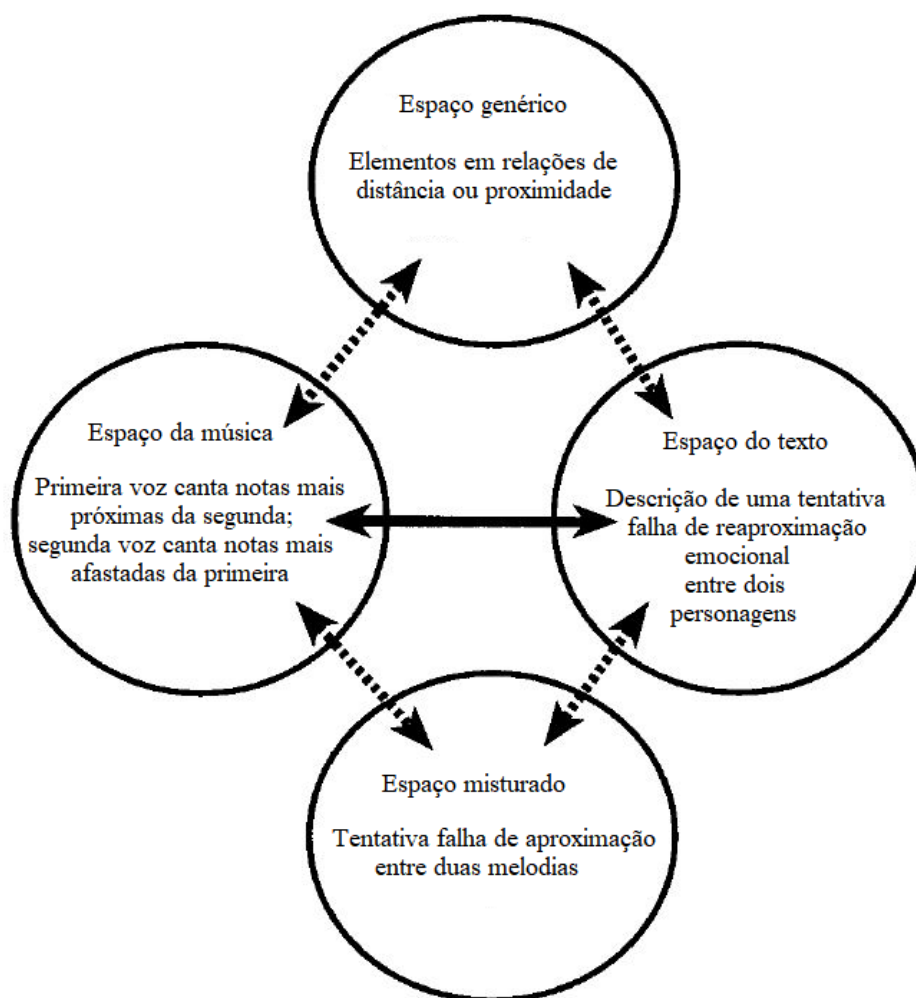 Espaço genérico
Elementos em relações de
distância ou proximidade
Espaço da música
Primeira voz canta notas mais
próximas da segunda;
segunda voz canta notas mais
afastadas da primeira
Espaço do texto
Descrição de uma tentativa
falha de reaproximação
emocional
entre dois
personagens
Espaço misturado
Tentativa falha de aproximação
entre duas melodias